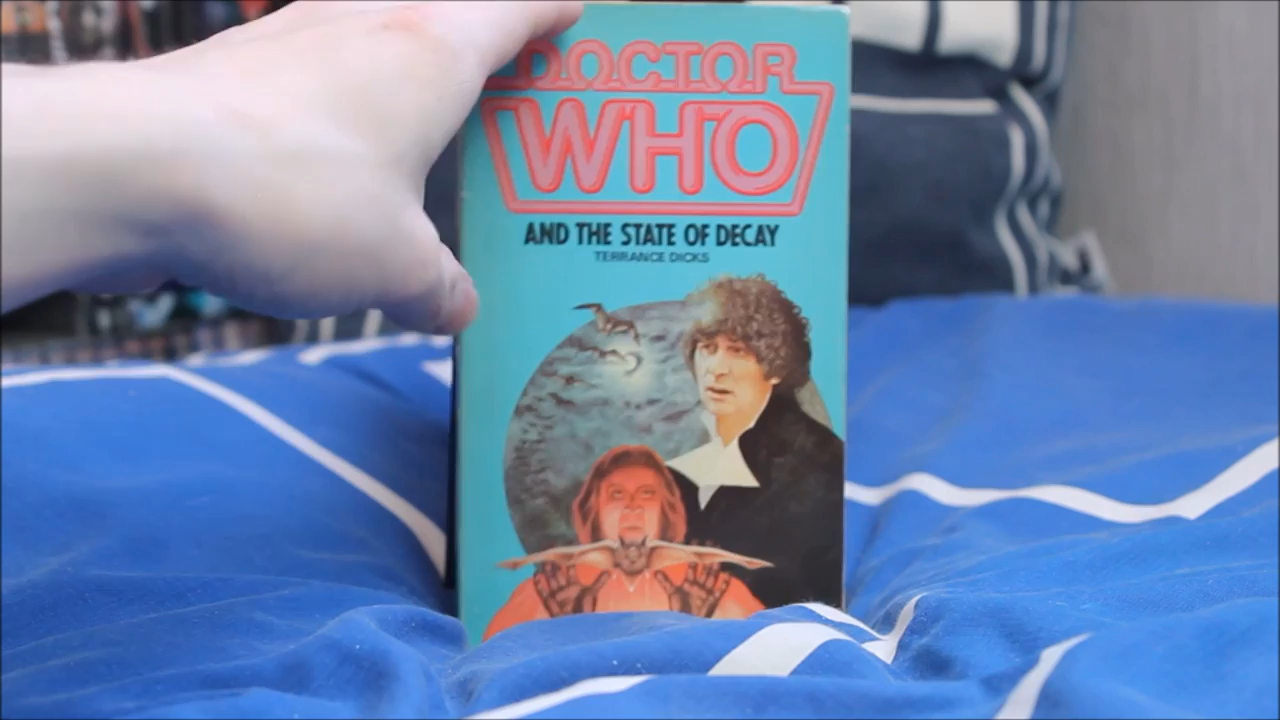 DOCTOR
WHO
AND THE STATE OF DECAY
TERRANCE DICKS